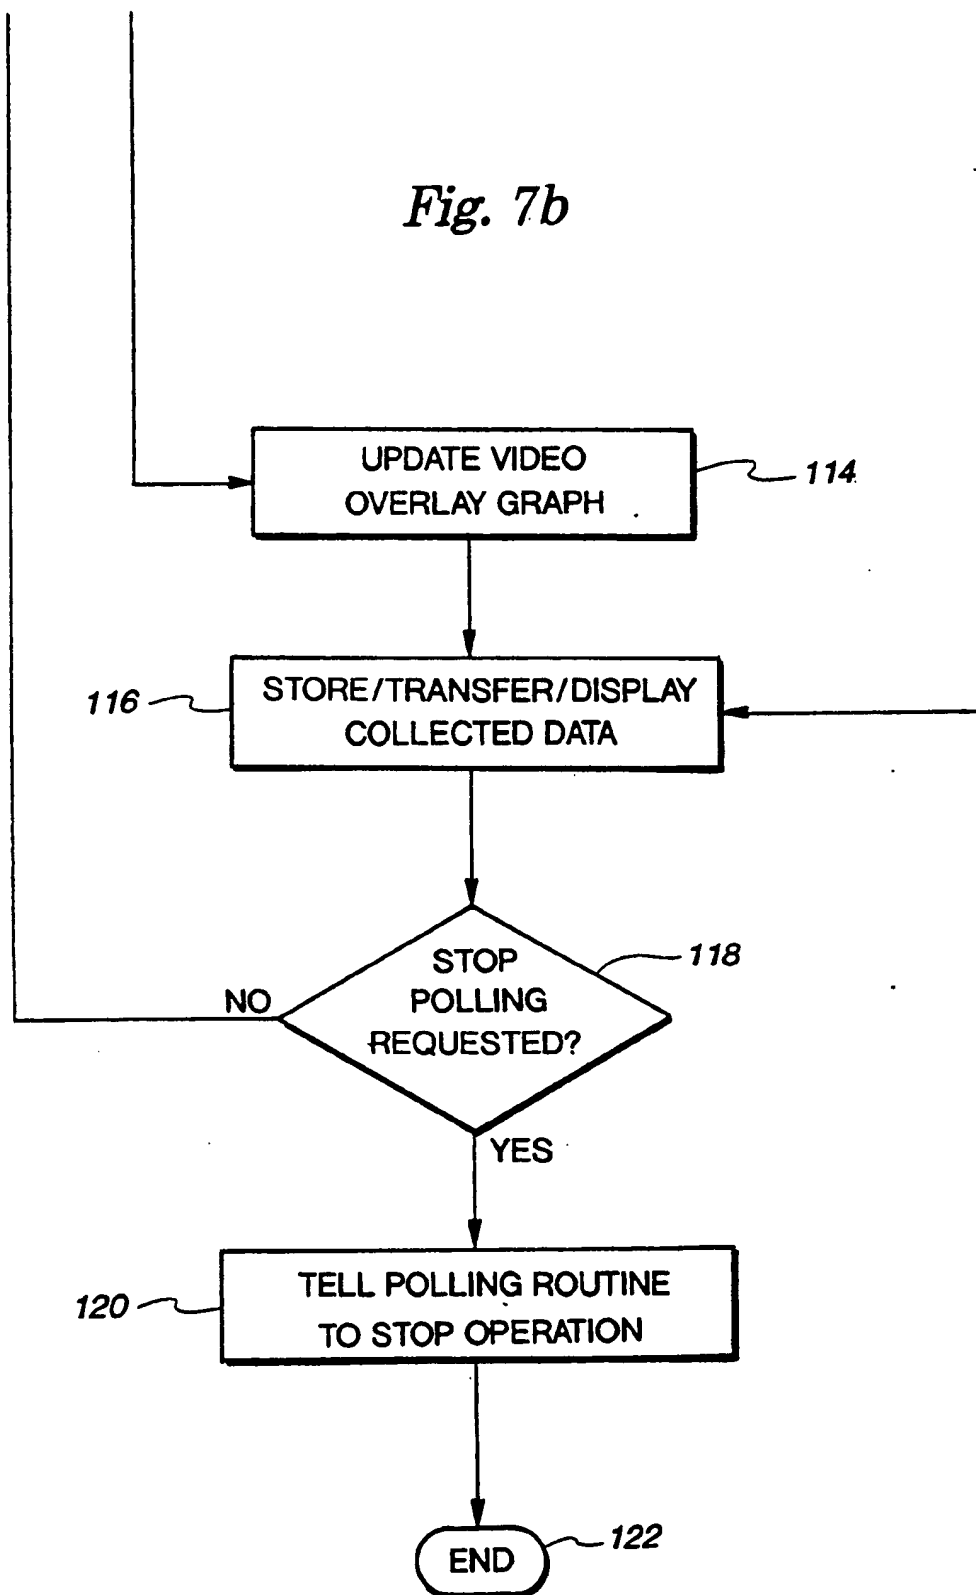 Fig. 7b
UPDATE VIDEO
OVERLAY GRAPH
114
STORE/TRANSFER/DISPLAY
COLLECTED DATA
116
STOP
POLLING
REQUESTED?
118
NO
YES
TELL POLLING ROUTINE
TO STOP OPERATION
120
END
122